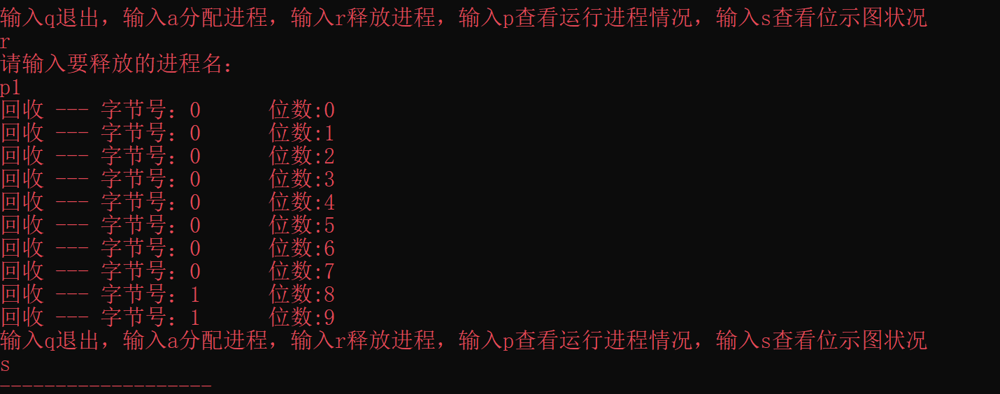 输入q退出，输入a分配进程，输入r释放进程，输入p查看运行进程情况，输入s查看位示图状况
r
请输入要释放的进程名：
p1
回收 --- 字节号：0      位数:0
回收 --- 字节号：0      位数:1
回收 --- 字节号：0      位数:2
回收 --- 字节号：0      位数:3
回收 --- 字节号：0      位数:4
回收 --- 字节号：0      位数:5
回收 --- 字节号：0      位数:6
回收 --- 字节号：0      位数:7
回收 --- 字节号：1      位数:8
回收 --- 字节号：1      位数:9
输入q退出，输入a分配进程，输入r释放进程，输入p查看运行进程情况，输入s查看位示图状况
s
-------------------